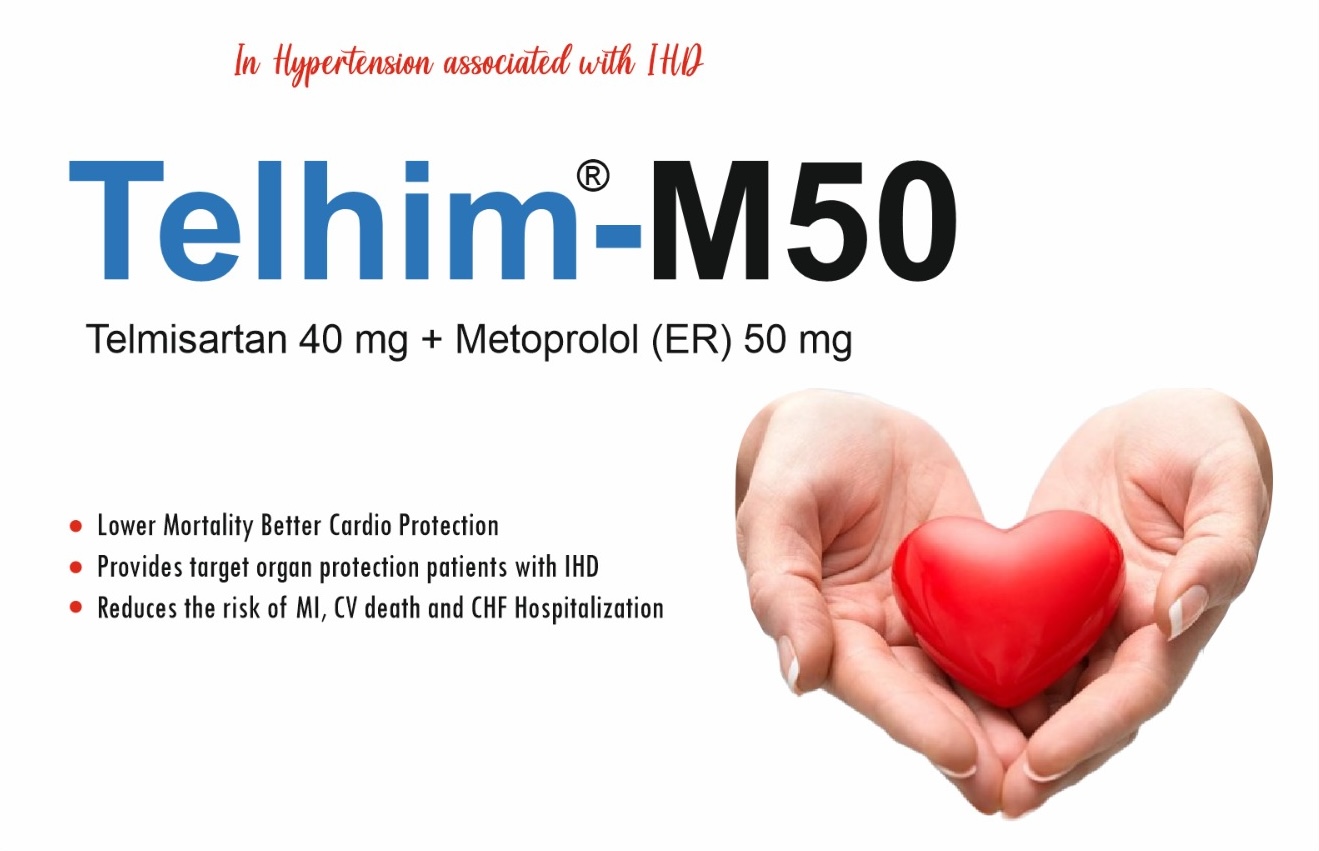 In Hypertension associated with IHD
Telhim®-M50
Telmisartan 40 mg + Metoprolol (ER) 50 mg
• Lower Mortality Better Cardio Protection
• Provides target organ protection patients with IHD
• Reduces the risk of MI, CV death and CHF Hospitalization